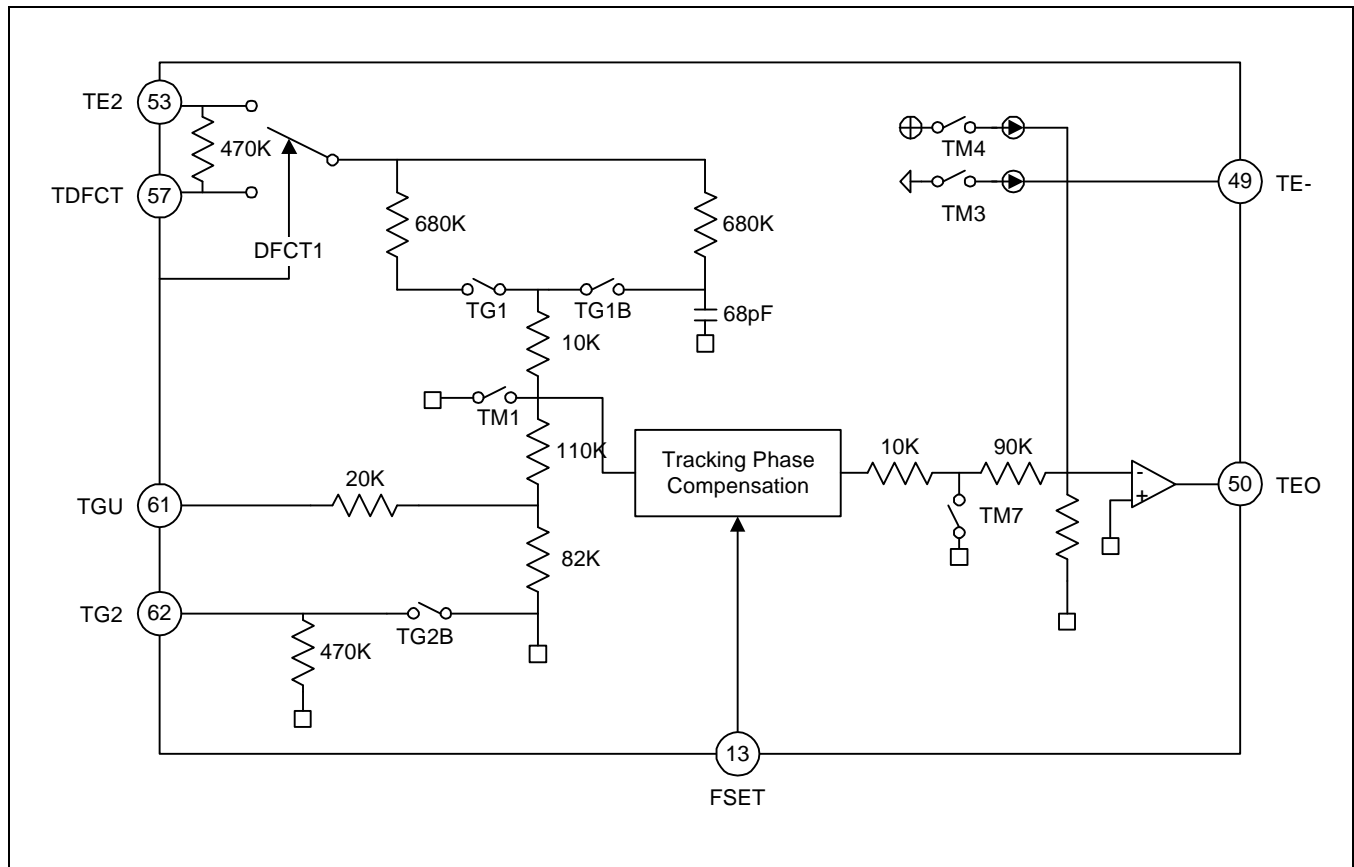 TE2
53
470K
TDFCT
57
DFCT1
680K
680K
TG1
TG1B
68pF
10K
TM4
TM3
49
TE-
TM1
110K
Tracking Phase
Compensation
10K
90K
-
+
50
TEO
TM7
TGU
61
20K
82K
TG2
62
TG2B
470K
13
FSET